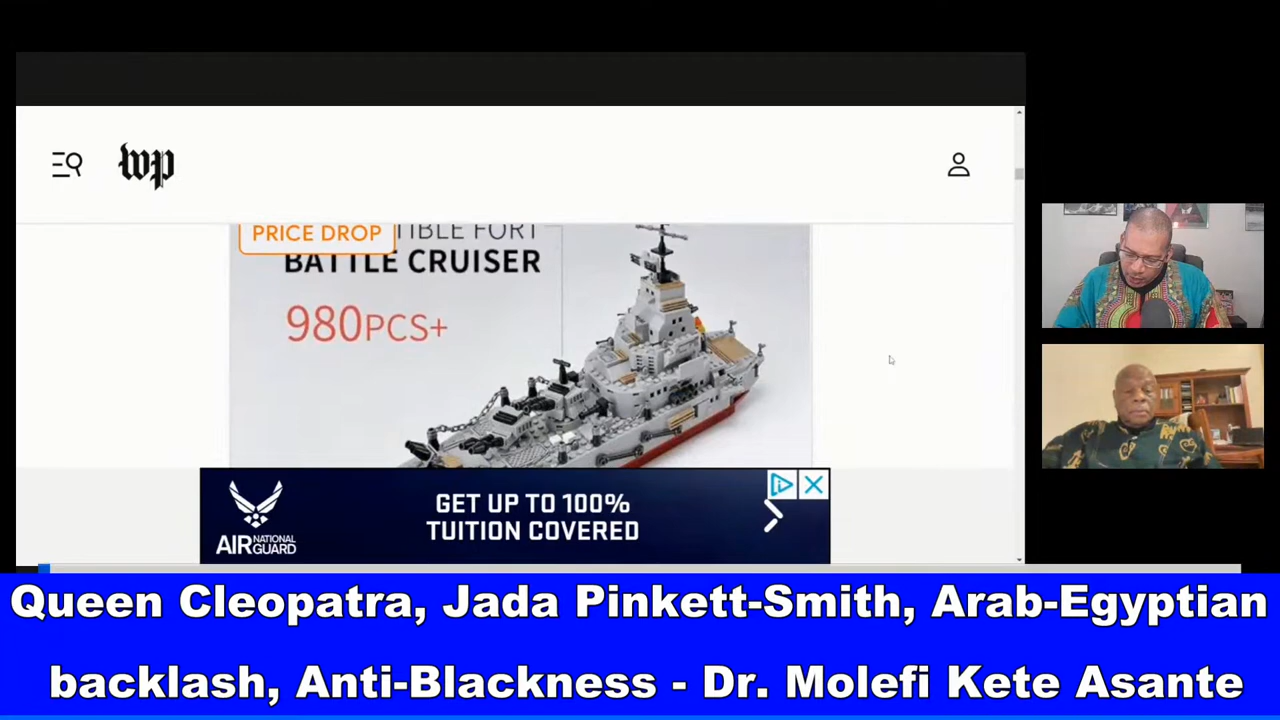 wp
PRICE DROP
BATTLE CRUISER
980PCS+
GET UP TO 100%
TUITION COVERED
AIR NATIONAL GUARD
Queen Cleopatra, Jada Pinkett-Smith, Arab-Egyptian
backlash, Anti-Blackness - Dr. Molefi Kete Asante